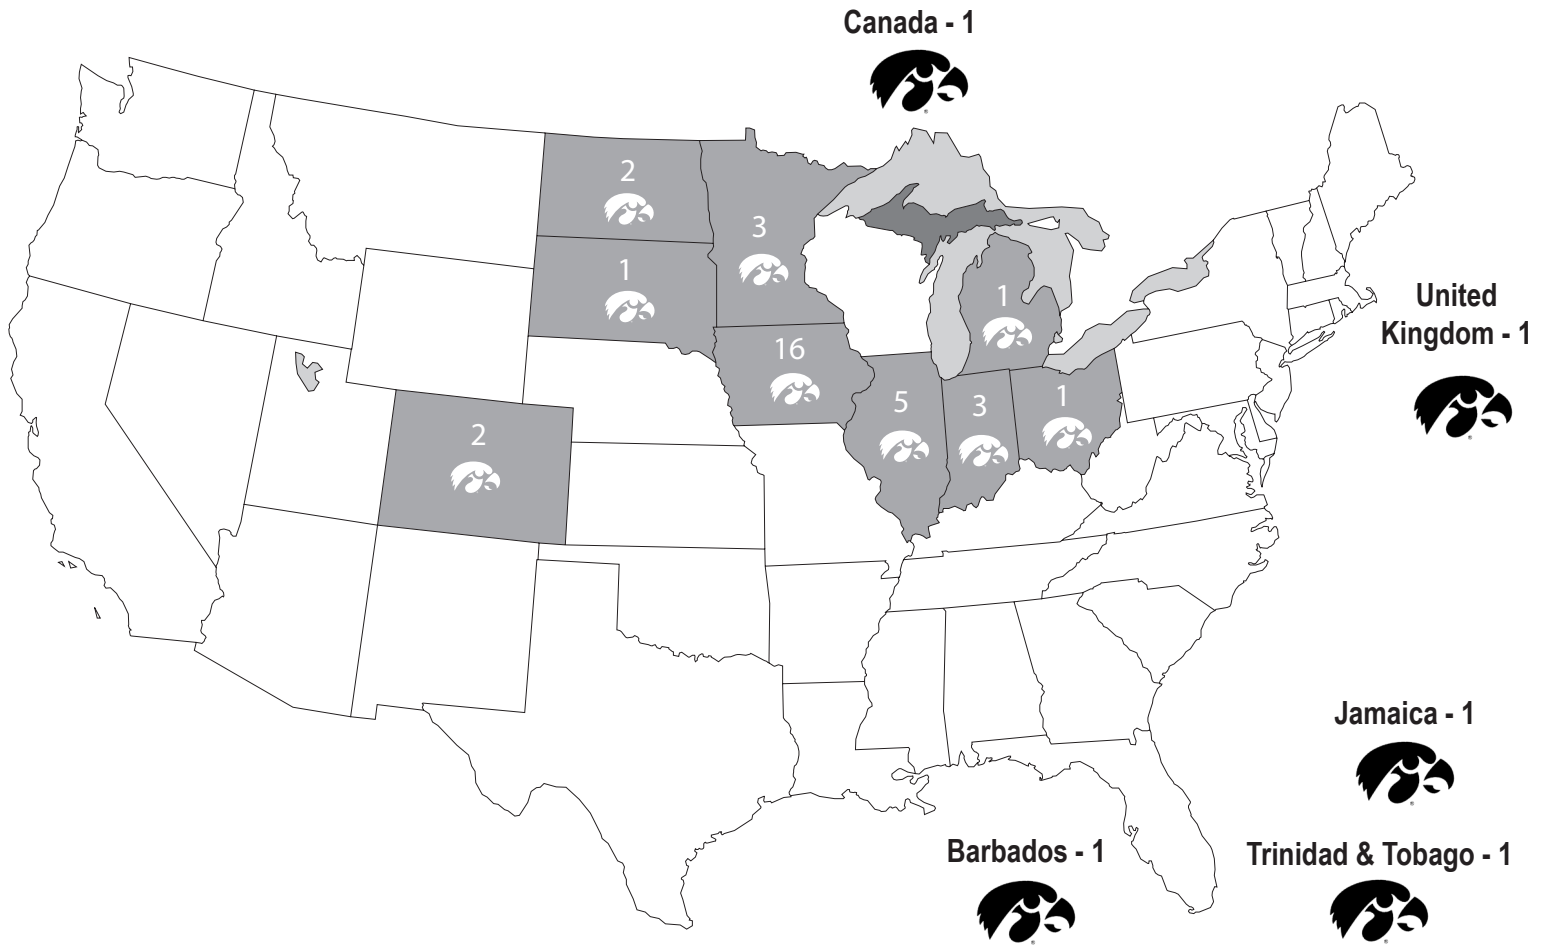 Canada - 1
2
3
1
1
United
Kingdom - 1
16
5
3
1
2
Jamaica - 1
Barbados - 1
Trinidad & Tobago - 1